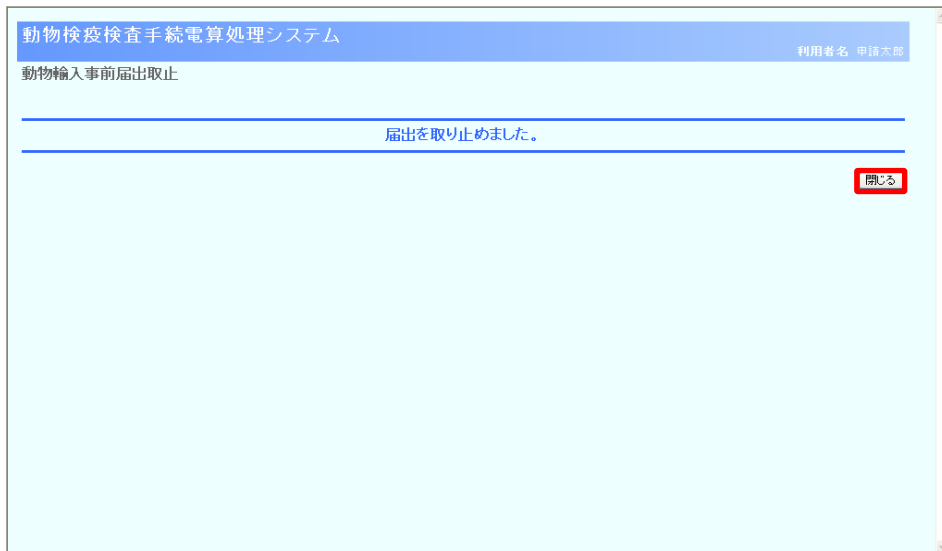 動物検疫検査手続電算処理システム
利用者名 申請太郎
動物輸入事前届出取止
届出を取り止めました。
閉じる